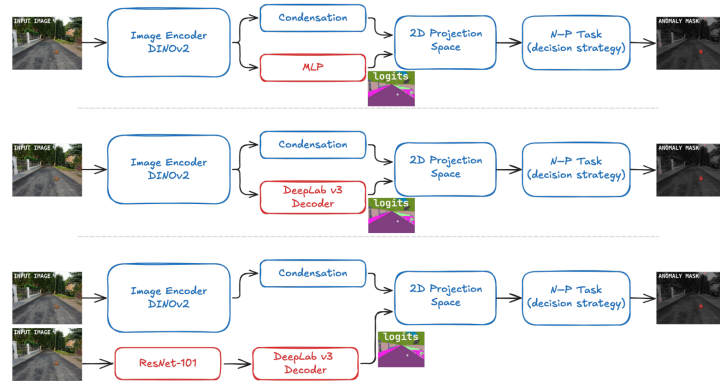 INPUT IMAGE
Image Encoder
DINOv2
Condensation
MLP
logits
2D Projection
Space
N-P Task
(decision strategy)
ANOMALY MASK
INPUT IMAGE
Image Encoder
DINOv2
Condensation
DeepLab v3
Decoder
logits
2D Projection
Space
N-P Task
(decision strategy)
ANOMALY MASK
INPUT IMAGE
Image Encoder
DINOv2
Condensation
2D Projection
Space
N-P Task
(decision strategy)
ANOMALY MASK
INPUT IMAGE
ResNet-101
DeepLab v3
Decoder
logits